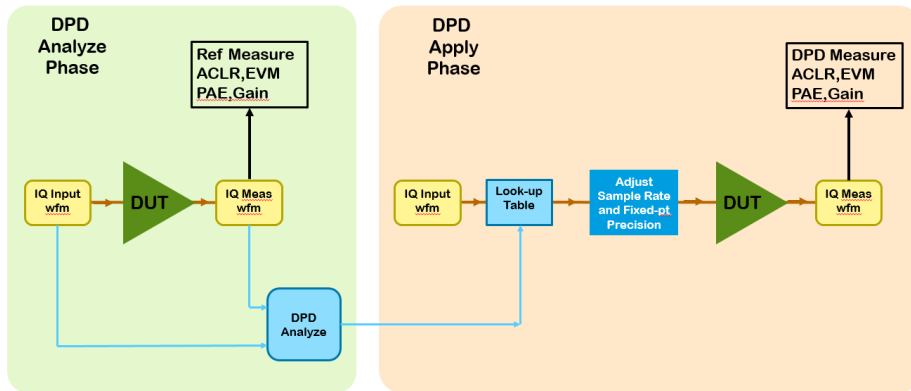 DPD
Analyze
Phase
Ref Measure
ACLR,EVM
PAE,Gain
IQ Input
wfm
DUT
IQ Meas
wfm
DPD
Analyze
DPD
Apply
Phase
DPD Measure
ACLR,EVM
PAE,Gain
IQ Input
wfm
Look-up
Table
Adjust
Sample Rate
and Fixed-pt
Precision
DUT
IQ Meas
wfm